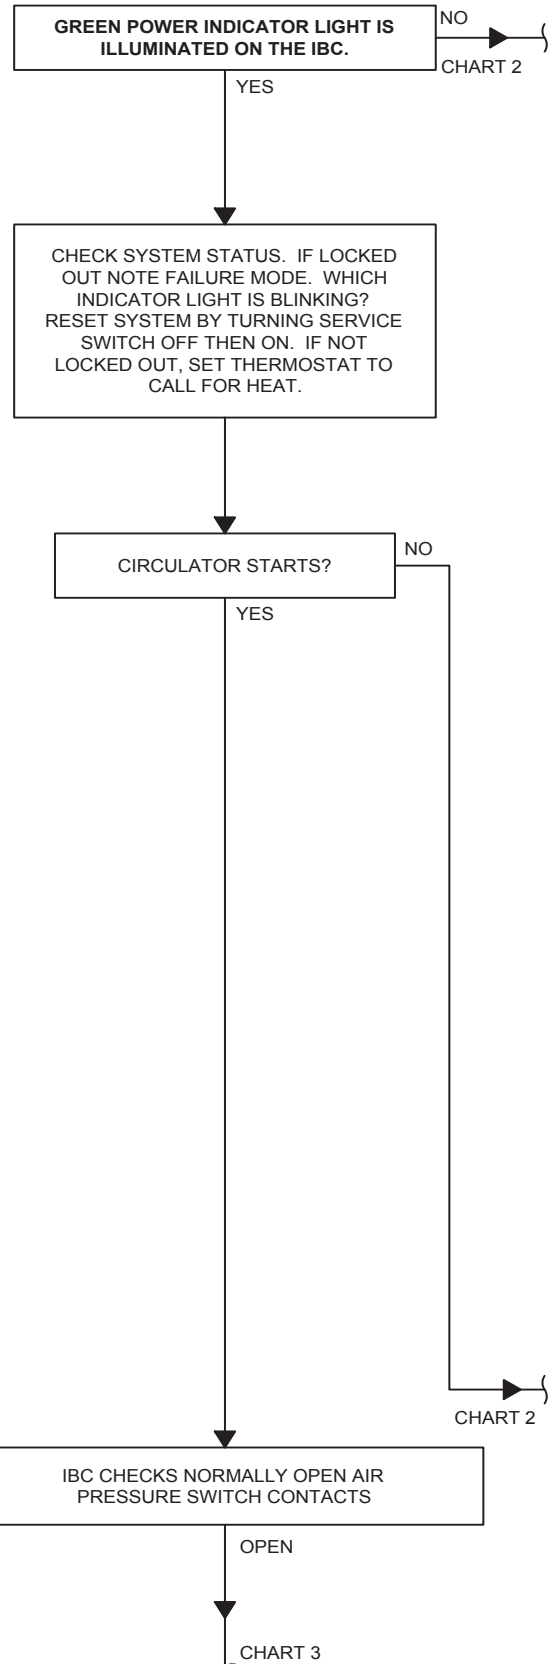 GREEN POWER INDICATOR LIGHT IS
ILLUMINATED ON THE IBC.
NO
CHART 2
YES
CHECK SYSTEM STATUS. IF LOCKED
OUT NOTE FAILURE MODE. WHICH
INDICATOR LIGHT IS BLINKING?
RESET SYSTEM BY TURNING SERVICE
SWITCH OFF THEN ON. IF NOT
LOCKED OUT, SET THERMOSTAT TO
CALL FOR HEAT.
CIRCULATOR STARTS?
NO
YES
CHART 2
IBC CHECKS NORMALLY OPEN AIR
PRESSURE SWITCH CONTACTS
OPEN
CHART 3